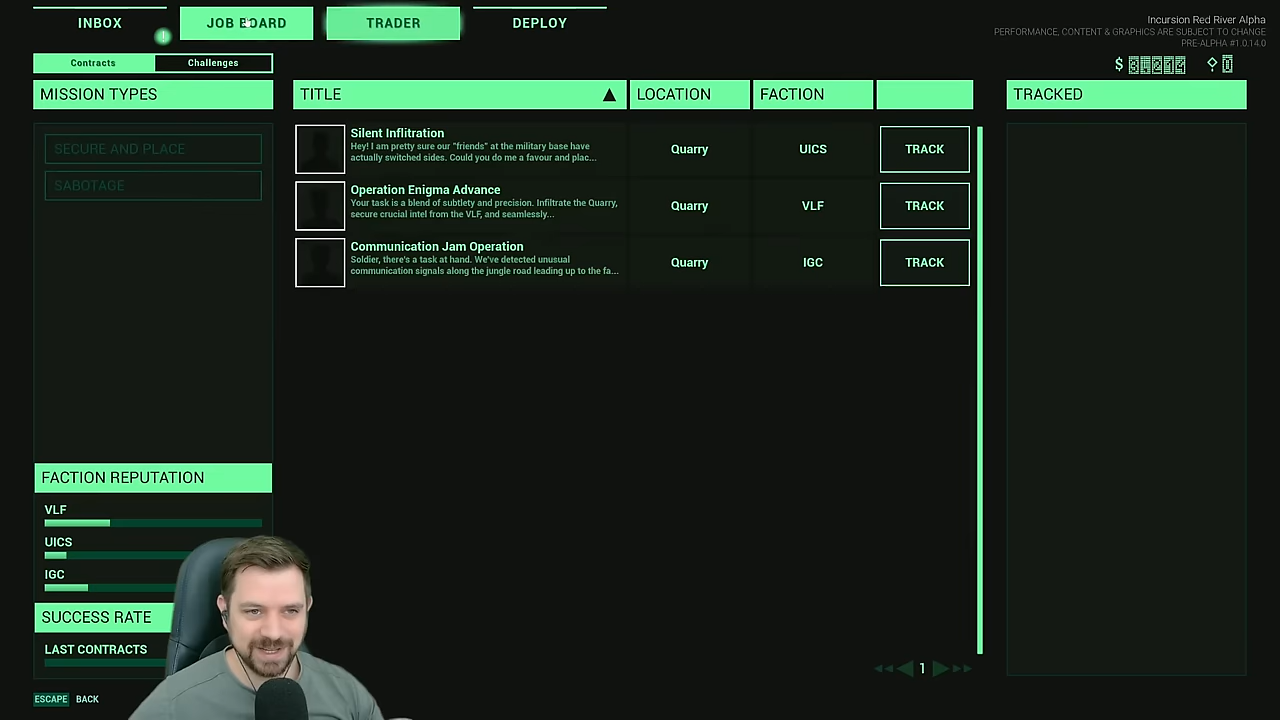 INBOX
JOB BOARD
TRADER
DEPLOY
Incursion Red River Alpha
PERFORMANCE, CONTENT & GRAPHICS ARE SUBJECT TO CHANGE
PRE-ALPHA #1.0.14.0
Contracts
Challenges
$
MISSION TYPES
TITLE
LOCATION
FACTION
TRACKED
SECURE AND PLACE
SABOTAGE
Silent Inflitration
Hey! I am pretty sure our "friends" at the military base have
actually switched sides. Could you do me a favour and plac...
Quarry
UICS
TRACK
Operation Enigma Advance
Your task is a blend of subtlety and precision. Infiltrate the Quarry,
secure crucial intel from the VLF, and seamlessly...
Quarry
VLF
TRACK
Communication Jam Operation
Soldier, there's a task at hand. We've detected unusual
communication signals along the jungle road leading up to the fa...
Quarry
IGC
TRACK
FACTION REPUTATION
VLF
UICS
IGC
SUCCESS RATE
LAST CONTRACTS
1
ESCAPE BACK